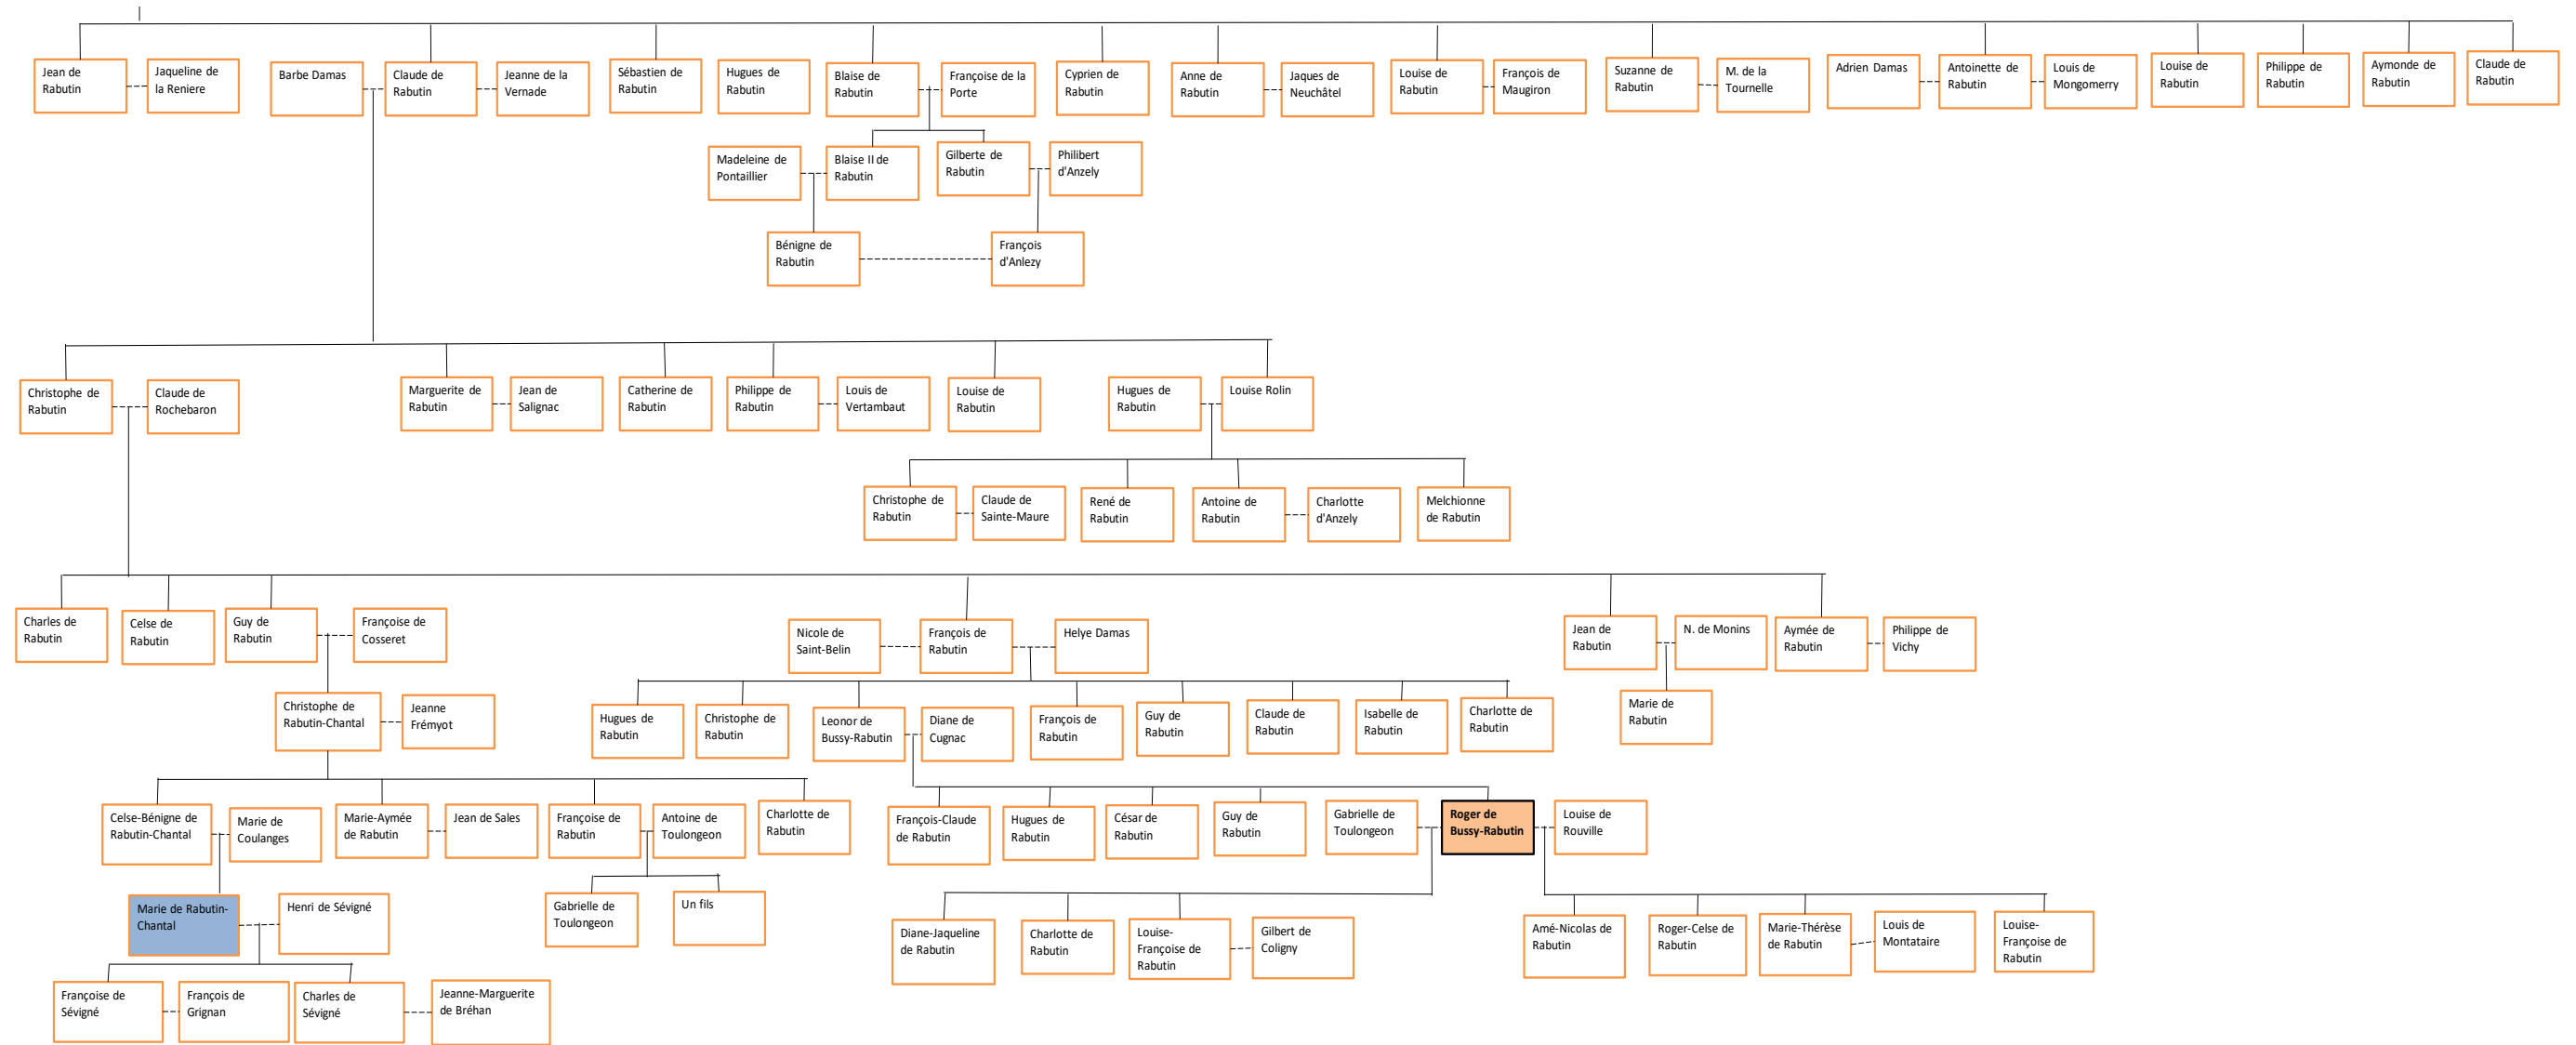 Jean de
Rabutin
Jaqueline de
la Reniere
Barbe Damas
Claude de
Rabutin
Jeanne de la
Vernade
Sébastien de
Rabutin
Hugues de
Rabutin
Blaise de
Rabutin
Françoise de la
Porte
Cyprien de
Rabutin
Anne de
Rabutin
Jaques de
Neuchâtel
Louise de
Rabutin
François de
Maugiron
Suzanne de
Rabutin
M. de la
Tournelle
Adrien Damas
Antoinette de
Rabutin
Louis de
Mongomerry
Louise de
Rabutin
Philippe de
Rabutin
Aymonde de
Rabutin
Claude de
Rabutin
Madeleine de
Pontaillier
Blaise II de
Rabutin
Gilberte de
Rabutin
Philibert
d'Anzely
Bénigne de
Rabutin
François
d'Anlezy
Christophe de
Rabutin
Claude de
Rochebaron
Marguerite de
Rabutin
Jean de
Salignac
Catherine de
Rabutin
Philippe de
Rabutin
Louis de
Vertambaut
Louise de
Rabutin
Hugues de
Rabutin
Louise Rolin
Christophe de
Rabutin
Claude de
Sainte-Maure
René de
Rabutin
Antoine de
Rabutin
Charlotte
d'Anzely
Melchionne
de Rabutin
Charles de
Rabutin
Celse de
Rabutin
Guy de
Rabutin
Françoise de
Cosseret
Nicole de
Saint-Belin
François de
Rabutin
Helye Damas
Jean de
Rabutin
N. de Monins
Aymée de
Rabutin
Philippe de
Vichy
Christophe de
Rabutin-Chantal
Jeanne
Frémyot
Hugues de
Rabutin
Christophe de
Rabutin
Leonor de
Bussy-Rabutin
Diane de
Cugnac
François de
Rabutin
Guy de
Rabutin
Claude de
Rabutin
Isabelle de
Rabutin
Charlotte de
Rabutin
Marie de
Rabutin
Celse-Bénigne de
Rabutin-Chantal
Marie de
Coulanges
Marie-Aymée
de Rabutin
Jean de Sales
Françoise de
Rabutin
Antoine de
Toulongeon
Charlotte de
Rabutin
François-Claude
de Rabutin
Hugues de
Rabutin
César de
Rabutin
Guy de
Rabutin
Gabrielle de
Toulongeon
Roger de
Bussy-Rabutin
Louise de
Rouville
Marie de Rabutin-
Chantal
Henri de Sévigné
Gabrielle de
Toulongeon
Un fils
Diane-Jaqueline
de Rabutin
Charlotte de
Rabutin
Louise-
Françoise de
Rabutin
Gilbert de
Coligny
Amé-Nicolas de
Rabutin
Roger-Celse de
Rabutin
Marie-Thérèse
de Rabutin
Louis de
Montataire
Louise-
Françoise de
Rabutin
Françoise de
Sévigné
François de
Grignan
Charles de
Sévigné
Jeanne-Marguerite
de Bréhan